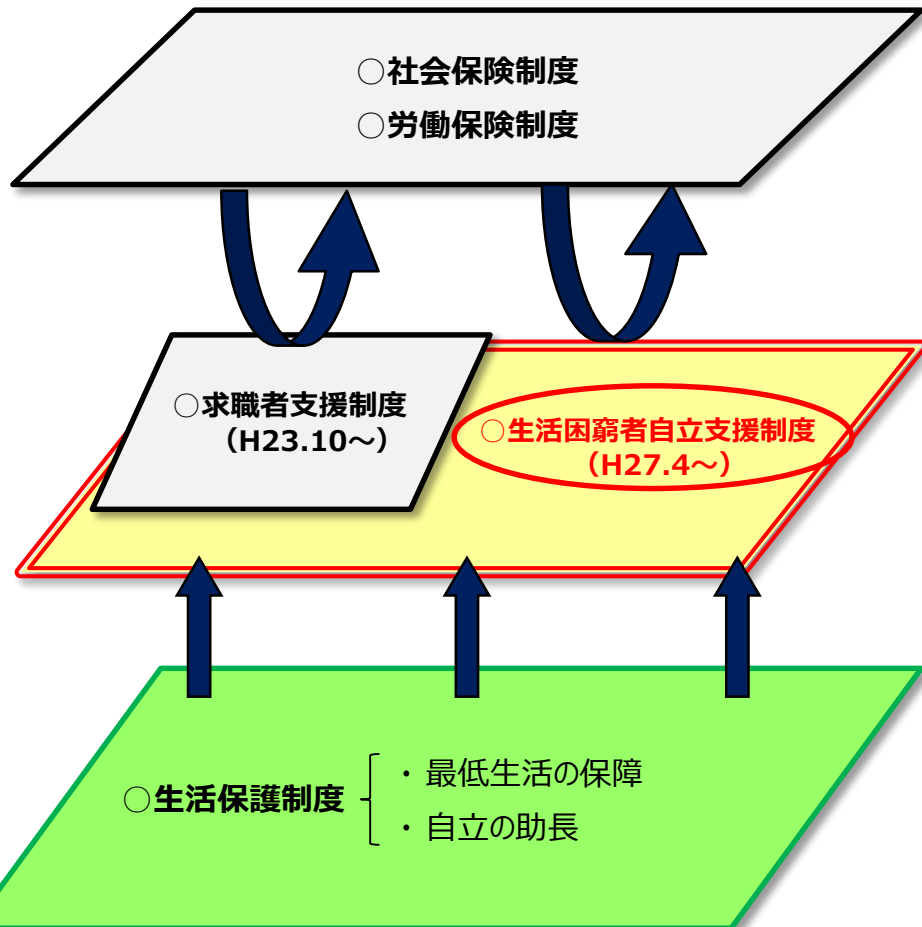 ○社会保険制度
○労働保険制度
○求職者支援制度
（H23.10～）
○生活困窮者自立支援制度
（H27.4～）
○生活保護制度
・ 最低生活の保障
・ 自立の助長